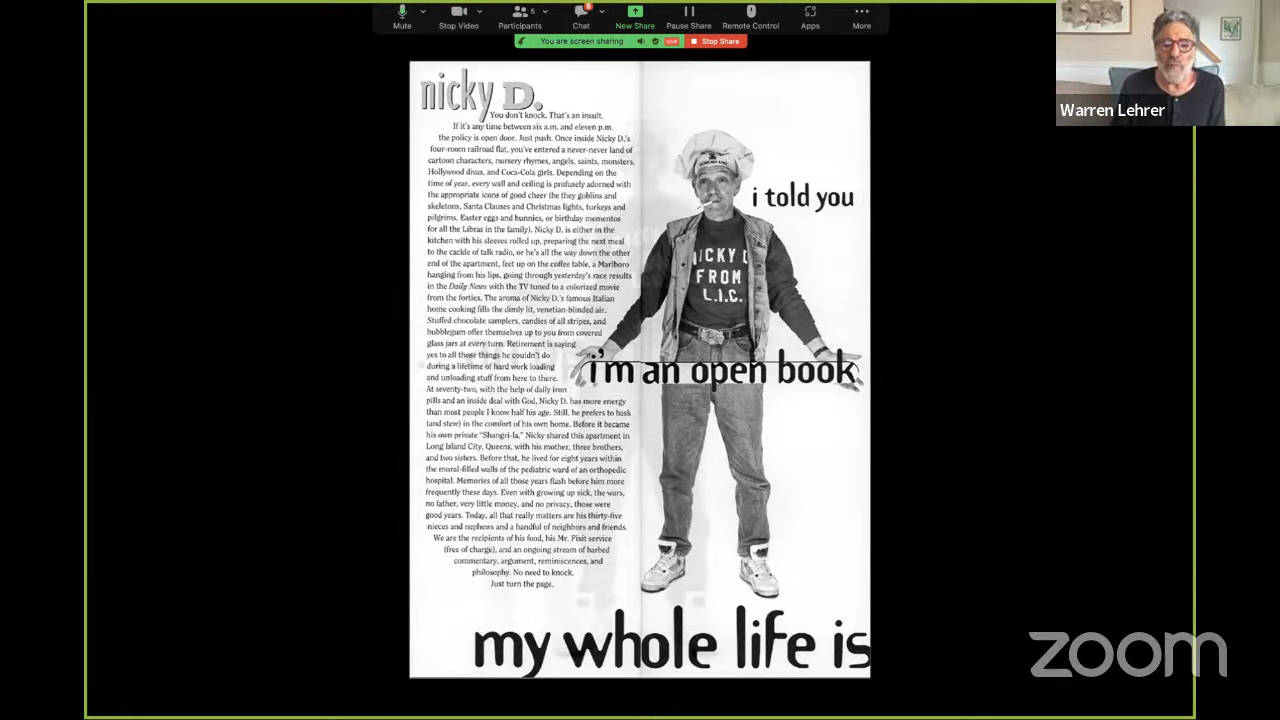 Mute
Stop Video
Participants
5
Chat
5
New Share
Pause Share
Remote Control
Apps
More
You are screen sharing
LIVE
Stop Share
Warren Lehrer
nicky D.
You don't knock. That's an insult.
If it's any time between six a.m. and eleven p.m.
the policy is open door. Just push. Once inside Nicky D.'s
four-room railroad flat, you've entered a never-never land of
cartoon characters, nursery rhymes, angels, saints, monsters,
Hollywood divas, and Coca-Cola girls. Depending on the
time of year, every wall and ceiling is profusely adorned with
the appropriate icons of good cheer (be they goblins and
skeletons, Santa Clauses and Christmas lights, turkeys and
pilgrims, Easter eggs and bunnies, or birthday mementos
for all the Libras in the family). Nicky D. is either in the
kitchen with his sleeves rolled up, preparing the next meal
to the cackle of talk radio, or he's all the way down the other
end of the apartment, feet up on the coffee table, a Marlboro
hanging from his lips, going through yesterday's race results
in the Daily News with the TV tuned to a colorized movie
from the forties. The aroma of Nicky D.'s famous Italian
home cooking fills the dimly lit, venetian-blinded air.
Stuffed chocolate samplers, candies of all stripes, and
bubblegum offer themselves up to you from covered
glass jars at every turn. Retirement is saying
yes to all those things he couldn't do
during a lifetime of hard work loading
and unloading stuff from here to there.
At seventy-two, with the help of daily iron
pills and an inside deal with God, Nicky D. has more energy
than most people I know half his age. Still, he prefers to bask
(and stew) in the comfort of his own home. Before it became
his own private "Shangri-la," Nicky shared this apartment in
Long Island City, Queens, with his mother, three brothers,
and two sisters. Before that, he lived for eight years within
the mural-filled walls of the pediatric ward of an orthopedic
hospital. Memories of all those years flash before him more
frequently these days. Even with growing up sick, the wars,
no father, very little money, and no privacy, those were
good years. Today, all that really matters are his thirty-five
nieces and nephews and a handful of neighbors and friends.
We are the recipients of his food, his Mr. Fixit service
(free of charge), and an ongoing stream of barbed
commentary, argument, reminiscences, and
philosophy. No need to knock.
Just turn the page.
i told you
NICKY D
FROM
L.I.C.
i'm an open book
my whole life is
zoom